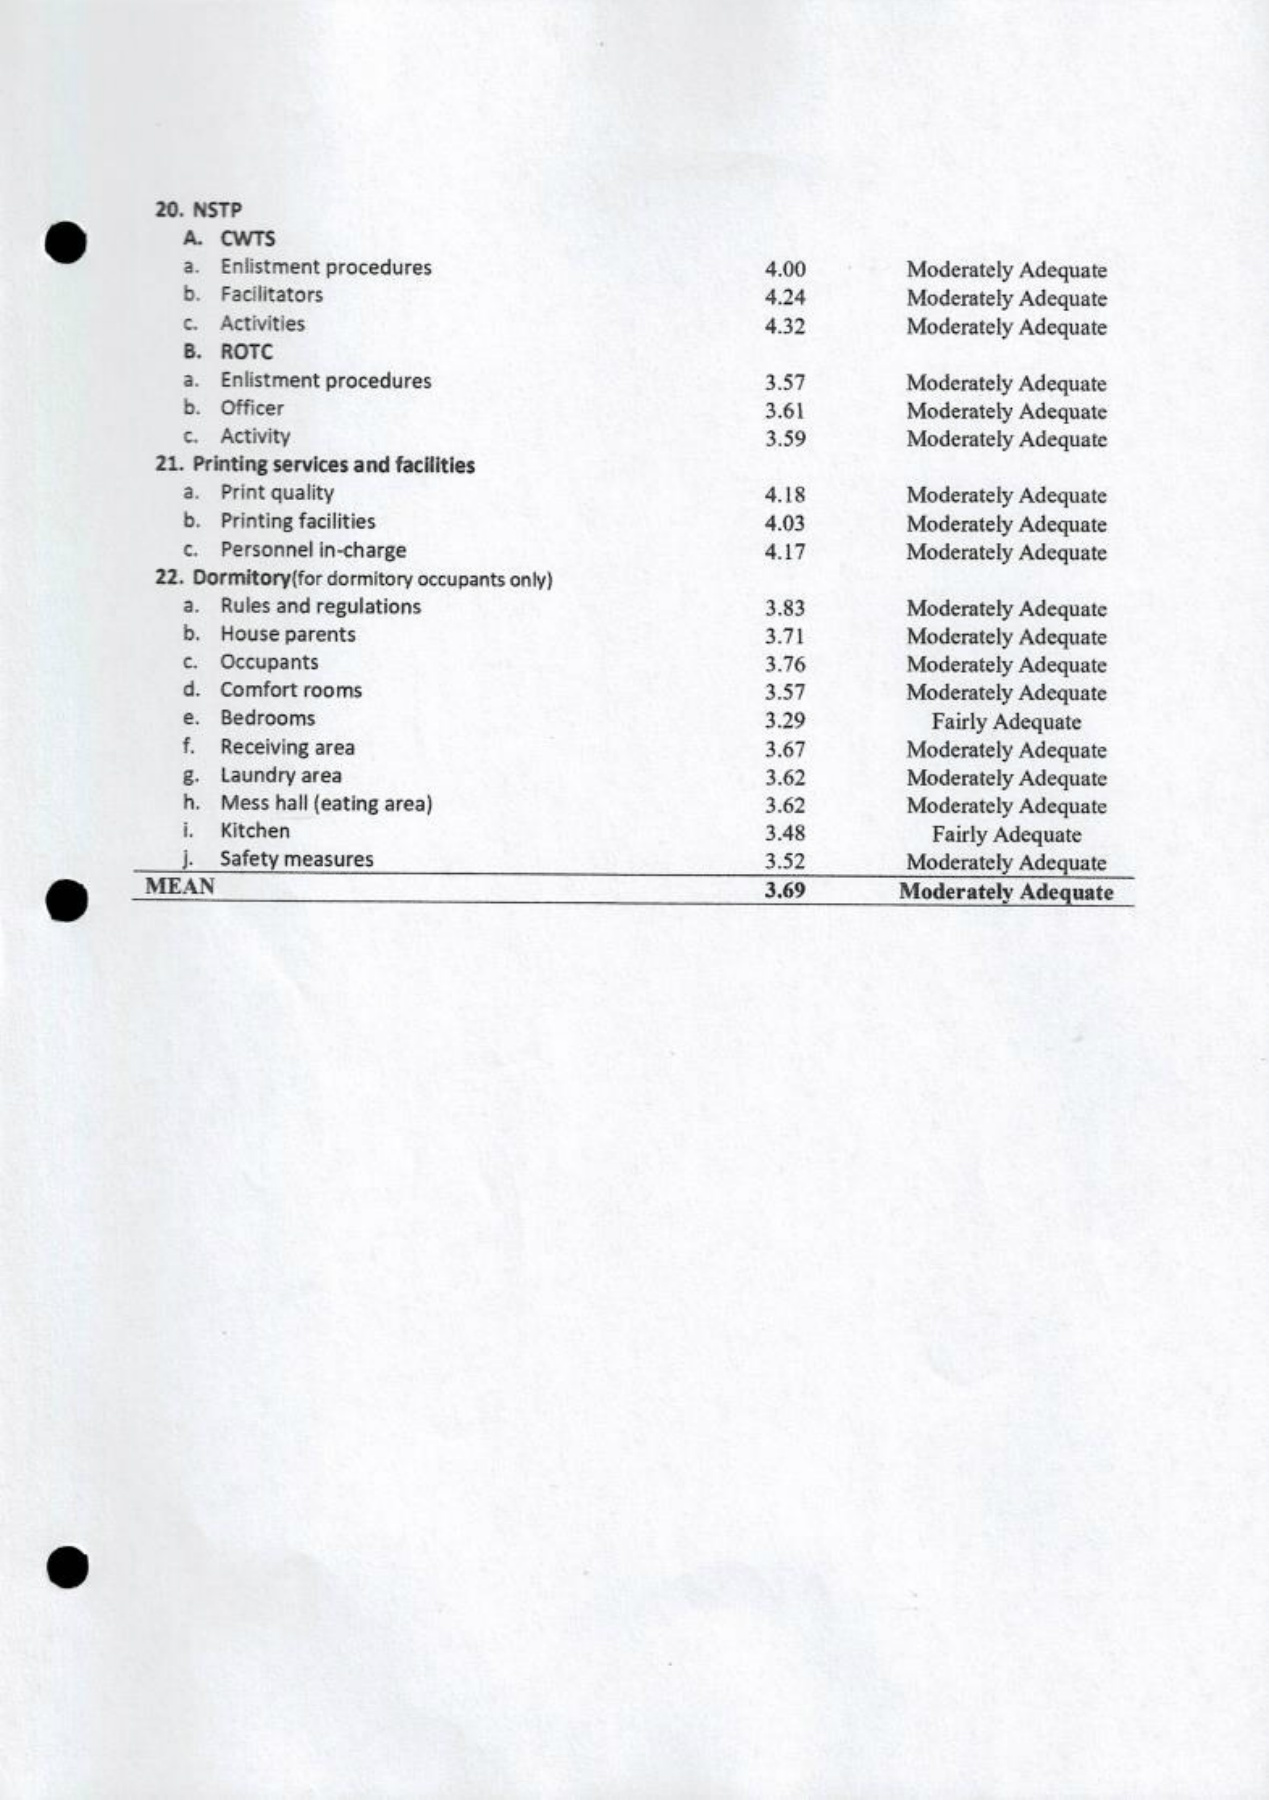 20. NSTP
A. CWTS
a. Enlistment procedures 4.00 Moderately Adequate
b. Facilitators 4.24 Moderately Adequate
c. Activities 4.32 Moderately Adequate
B. ROTC
a. Enlistment procedures 3.57 Moderately Adequate
b. Officer 3.61 Moderately Adequate
c. Activity 3.59 Moderately Adequate
21. Printing services and facilities
a. Print quality 4.18 Moderately Adequate
b. Printing facilities 4.03 Moderately Adequate
c. Personnel in-charge 4.17 Moderately Adequate
22. Dormitory(for dormitory occupants only)
a. Rules and regulations 3.83 Moderately Adequate
b. House parents 3.71 Moderately Adequate
c. Occupants 3.76 Moderately Adequate
d. Comfort rooms 3.57 Moderately Adequate
e. Bedrooms 3.29 Fairly Adequate
f. Receiving area 3.67 Moderately Adequate
g. Laundry area 3.62 Moderately Adequate
h. Mess hall (eating area) 3.62 Moderately Adequate
i. Kitchen 3.48 Fairly Adequate
j. Safety measures 3.52 Moderately Adequate
MEAN 3.69 Moderately Adequate